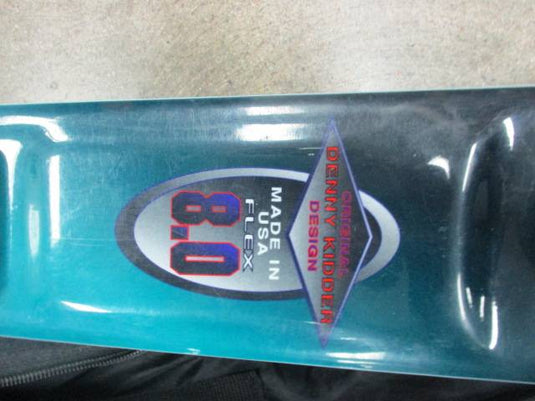 ORIGINAL
DENNY KIDDER
DESIGN
MADE IN
USA
FLEX
8.0